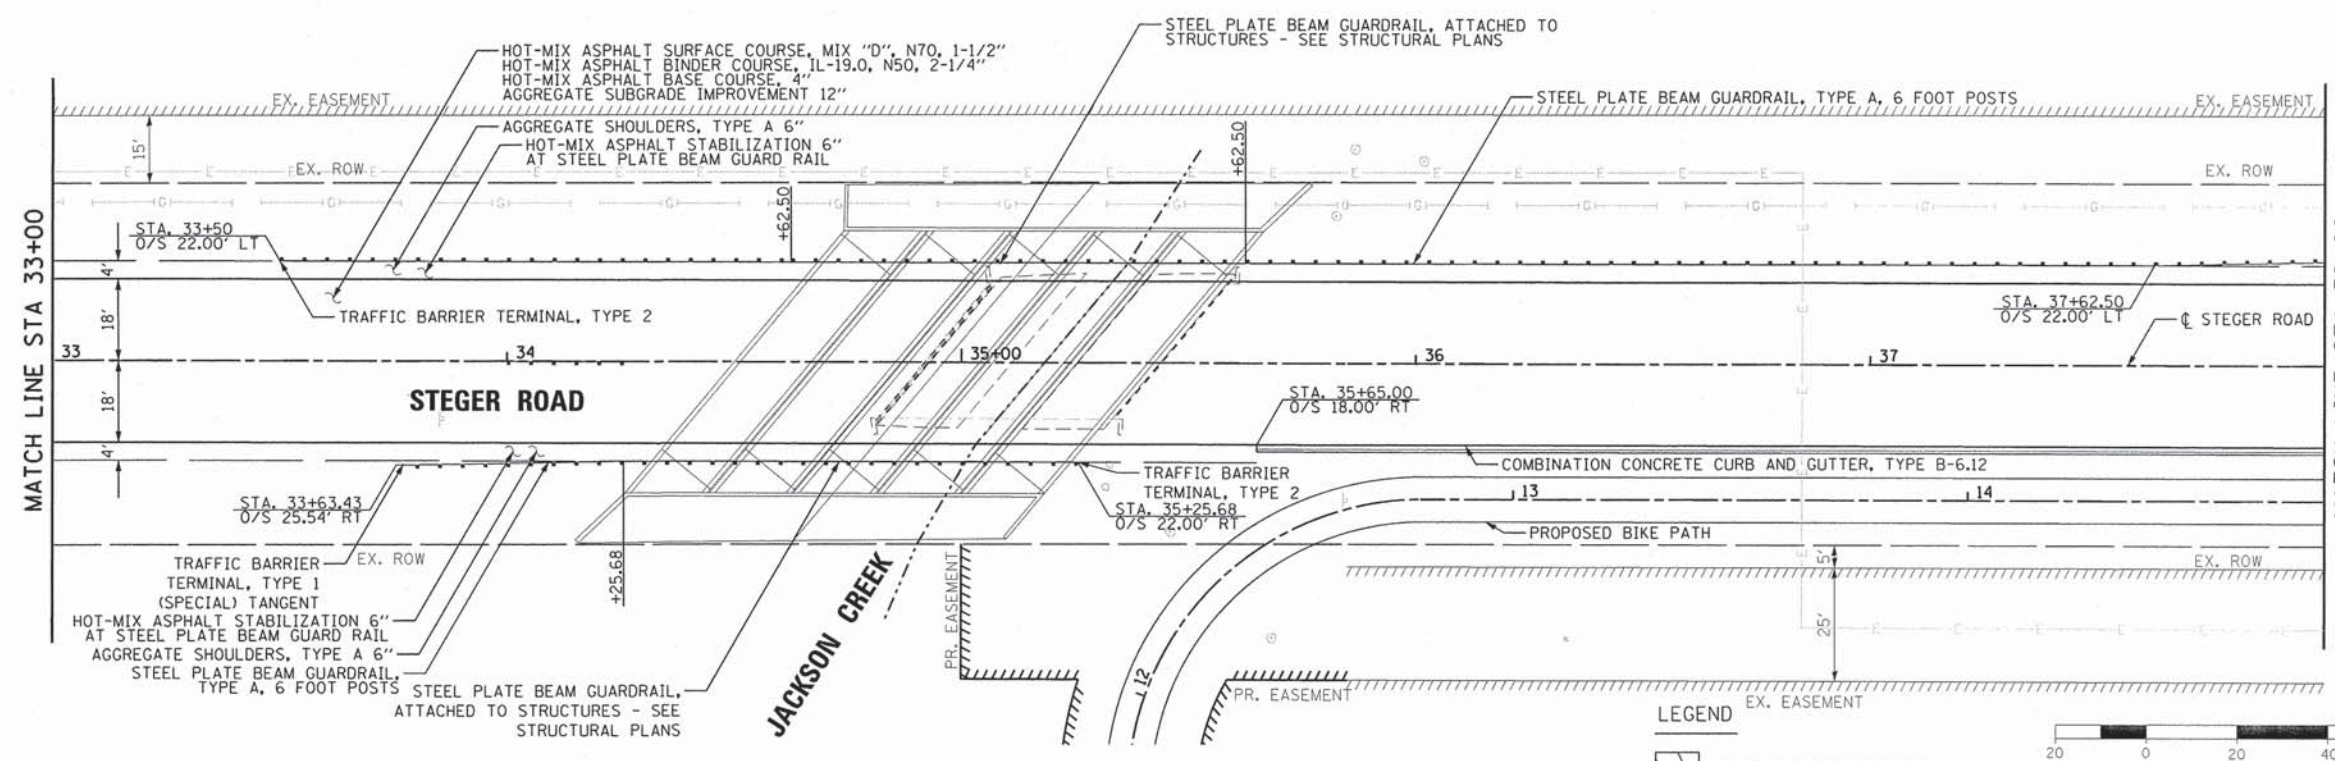 STEEL PLATE BEAM GUARDRAIL, ATTACHED TO
STRUCTURES - SEE STRUCTURAL PLANS
HOT-MIX ASPHALT SURFACE COURSE, MIX "D", N70, 1-1/2"
HOT-MIX ASPHALT BINDER COURSE, IL-19.0, N50, 2-1/4"
HOT-MIX ASPHALT BASE COURSE, 4"
AGGREGATE SUBGRADE IMPROVEMENT 12"
EX. EASEMENT
STEEL PLATE BEAM GUARDRAIL, TYPE A, 6 FOOT POSTS
EX. EASEMENT
AGGREGATE SHOULDERS, TYPE A 6"
HOT-MIX ASPHALT STABILIZATION 6"
AT STEEL PLATE BEAM GUARD RAIL
15'
+62.50
EX. ROW
E E E E E E E E E E E E E E E E E E
EX. ROW
+62.50
G G G G G G G G G G G
STA. 33+50
O/S 22.00' LT
4'
MATCH LINE STA 33+00
TRAFFIC BARRIER TERMINAL, TYPE 2
STA. 37+62.50
O/S 22.00' LT
℄ STEGER ROAD
18'
33
34
35+00
36
37
18'
STEGER ROAD
STA. 35+65.00
O/S 18.00' RT
4'
COMBINATION CONCRETE CURB AND GUTTER, TYPE B-6.12
TRAFFIC BARRIER
TERMINAL, TYPE 2
STA. 35+25.68
O/S 22.00' RT
STA. 33+63.43
O/S 25.54' RT
13
14
PROPOSED BIKE PATH
TRAFFIC BARRIER
TERMINAL, TYPE 1
(SPECIAL) TANGENT
EX. ROW
+25.68
PR. EASEMENT
5'
EX. ROW
HOT-MIX ASPHALT STABILIZATION 6"
AT STEEL PLATE BEAM GUARD RAIL
AGGREGATE SHOULDERS, TYPE A 6"
STEEL PLATE BEAM GUARDRAIL,
TYPE A, 6 FOOT POSTS
25'
E E E E E E
STEEL PLATE BEAM GUARDRAIL,
ATTACHED TO STRUCTURES - SEE
STRUCTURAL PLANS
JACKSON CREEK
12
PR. EASEMENT
EX. EASEMENT
LEGEND
20 0 20 40